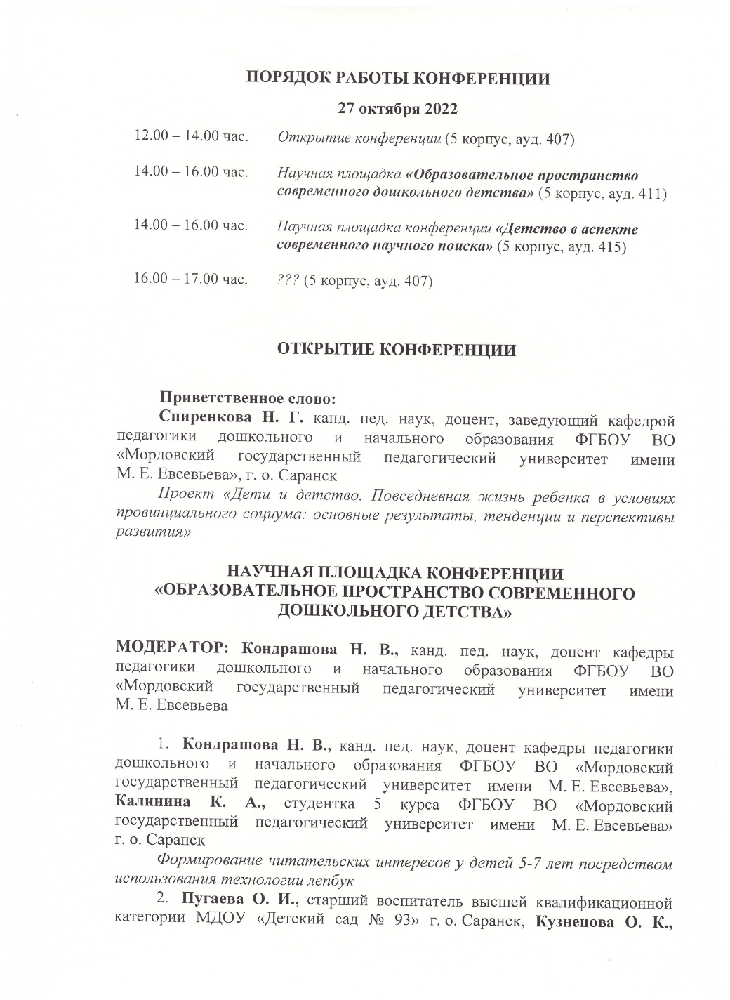 ПОРЯДОК РАБОТЫ КОНФЕРЕНЦИИ
27 октября 2022
12.00 – 14.00 час. Открытие конференции (5 корпус, ауд. 407)
14.00 – 16.00 час. Научная площадка «Образовательное пространство
современного дошкольного детства» (5 корпус, ауд. 411)
14.00 – 16.00 час. Научная площадка конференции «Детство в аспекте
современного научного поиска» (5 корпус, ауд. 415)
16.00 – 17.00 час. ??? (5 корпус, ауд. 407)
ОТКРЫТИЕ КОНФЕРЕНЦИИ
Приветственное слово:
Спиренкова Н. Г. канд. пед. наук, доцент, заведующий кафедрой
педагогики дошкольного и начального образования ФГБОУ ВО
«Мордовский государственный педагогический университет имени
М. Е. Евсевьева», г. о. Саранск
Проект «Дети и детство. Повседневная жизнь ребенка в условиях
провинциального социума: основные результаты, тенденции и перспективы
развития»
НАУЧНАЯ ПЛОЩАДКА КОНФЕРЕНЦИИ
«ОБРАЗОВАТЕЛЬНОЕ ПРОСТРАНСТВО СОВРЕМЕННОГО
ДОШКОЛЬНОГО ДЕТСТВА»
МОДЕРАТОР: Кондрашова Н. В., канд. пед. наук, доцент кафедры
педагогики дошкольного и начального образования ФГБОУ ВО
«Мордовский государственный педагогический университет имени
М. Е. Евсевьева
1. Кондрашова Н. В., канд. пед. наук, доцент кафедры педагогики
дошкольного и начального образования ФГБОУ ВО «Мордовский
государственный педагогический университет имени М. Е. Евсевьева»,
Калинина К. А., студентка 5 курса ФГБОУ ВО «Мордовский
государственный педагогический университет имени М. Е. Евсевьева»
г. о. Саранск
Формирование читательских интересов у детей 5-7 лет посредством
использования технологии лепбук
2. Пугаева О. И., старший воспитатель высшей квалификационной
категории МДОУ «Детский сад № 93» г. о. Саранск, Кузнецова О. К.,